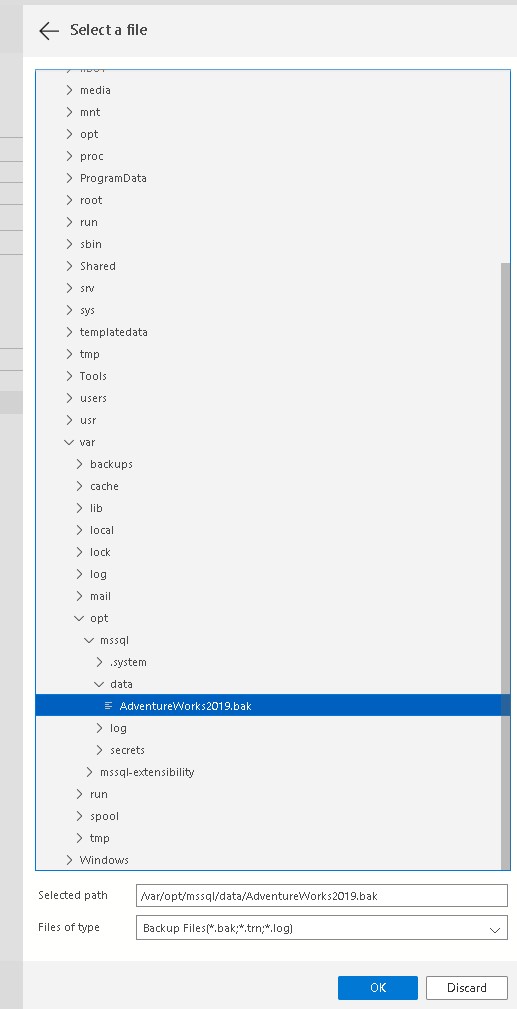 Select a file
media
mnt
opt
proc
ProgramData
root
run
sbin
Shared
srv
sys
templatedata
tmp
Tools
users
usr
var
backups
cache
lib
local
lock
log
mail
opt
mssql
.system
data
AdventureWorks2019.bak
log
secrets
mssql-extensibility
run
spool
tmp
Windows
Selected path /var/opt/mssql/data/AdventureWorks2019.bak
Files of type Backup Files(*.bak;*.trn;*.log)
OK Discard